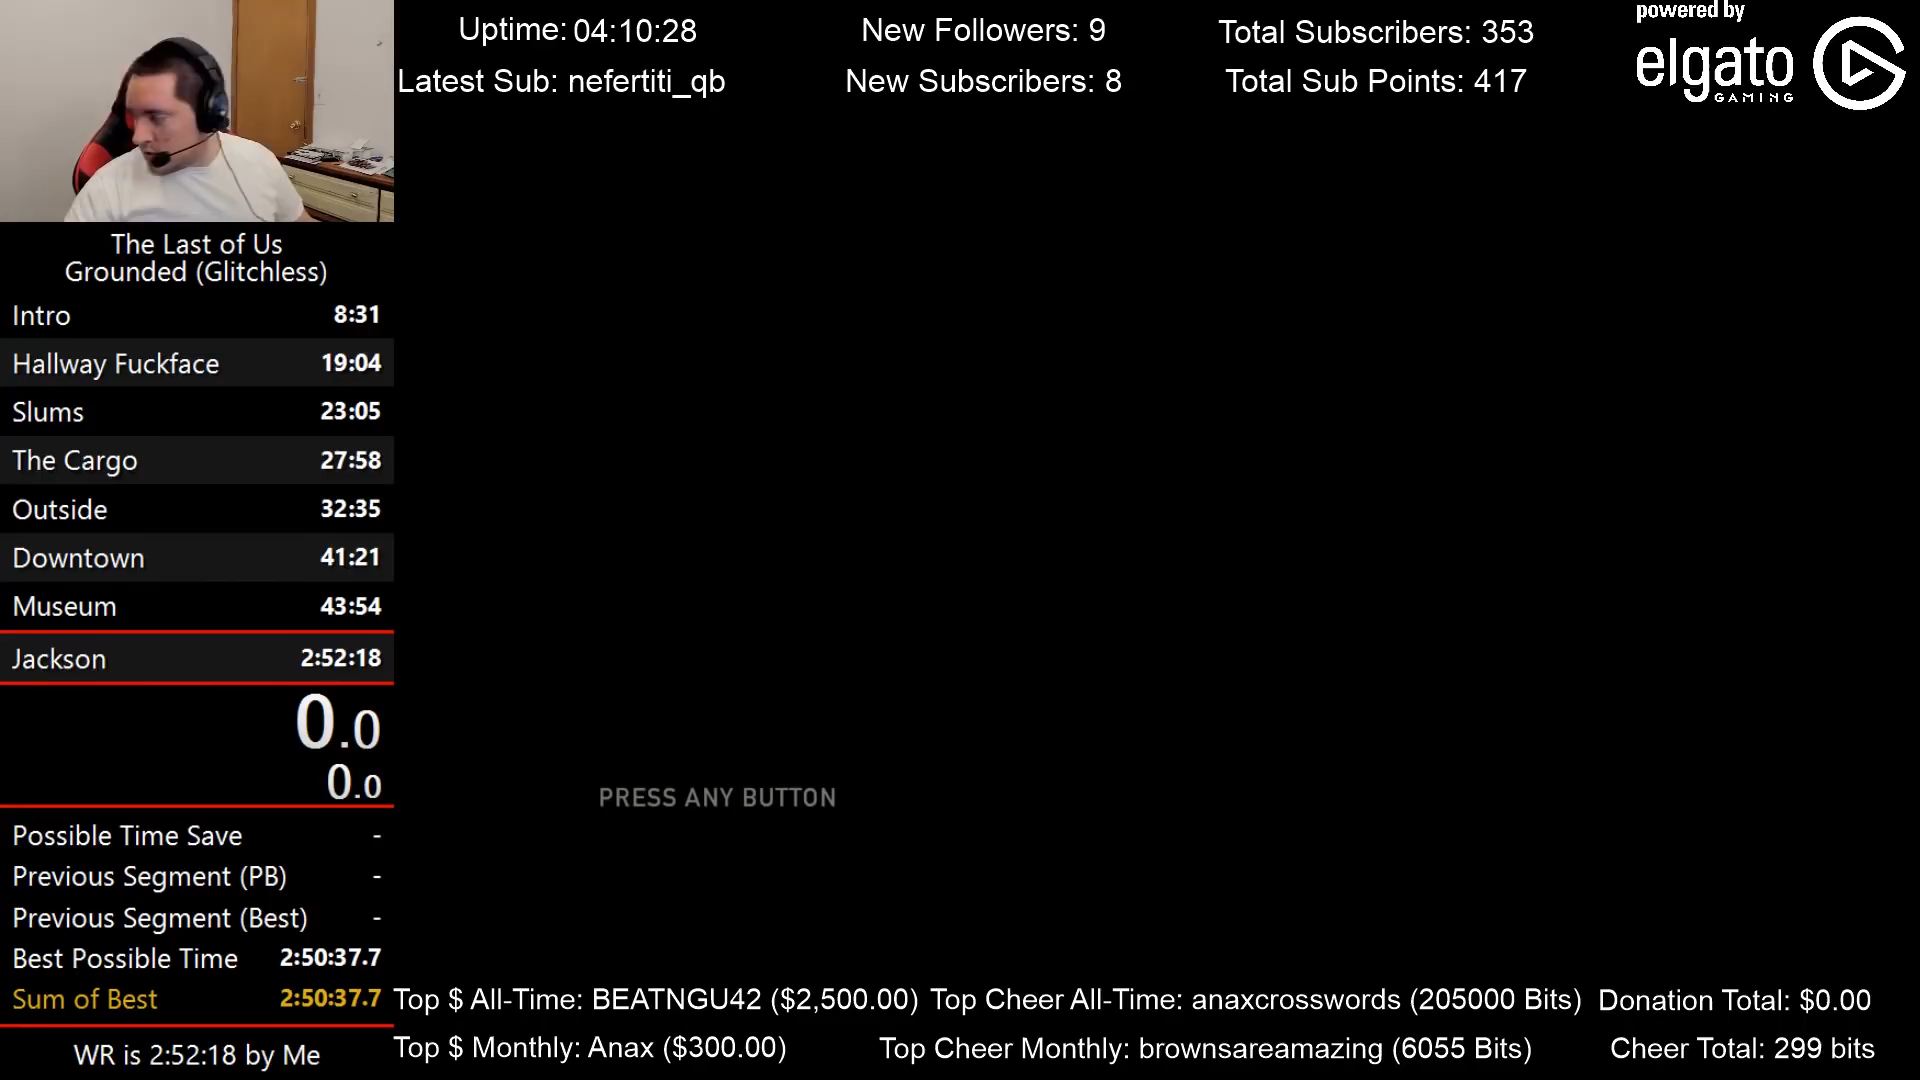 Uptime: 04:10:28
New Followers: 9
Total Subscribers: 353
Latest Sub: nefertiti_qb
New Subscribers: 8
Total Sub Points: 417
powered by
elgato
GAMING
The Last of Us
Grounded (Glitchless)
Intro 8:31
Hallway Fuckface 19:04
Slums 23:05
The Cargo 27:58
Outside 32:35
Downtown 41:21
Museum 43:54
Jackson 2:52:18
0.0
0.0
PRESS ANY BUTTON
Possible Time Save -
Previous Segment (PB) -
Previous Segment (Best) -
Best Possible Time 2:50:37.7
Sum of Best 2:50:37.7
WR is 2:52:18 by Me
Top $ All-Time: BEATNGU42 ($2,500.00)
Top Cheer All-Time: anaxcrosswords (205000 Bits)
Donation Total: $0.00
Top $ Monthly: Anax ($300.00)
Top Cheer Monthly: brownsareamazing (6055 Bits)
Cheer Total: 299 bits